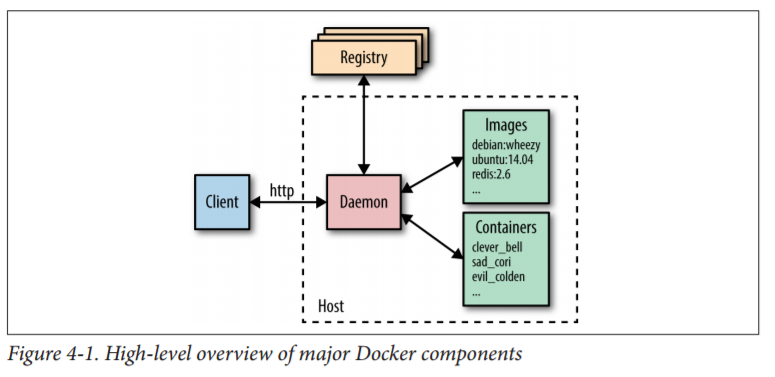 Registry
Images
debian:wheezy
ubuntu:14.04
redis:2.6
...
Client
http
Daemon
Containers
clever_bell
sad_cori
evil_colden
...
Host
Figure 4-1. High-level overview of major Docker components